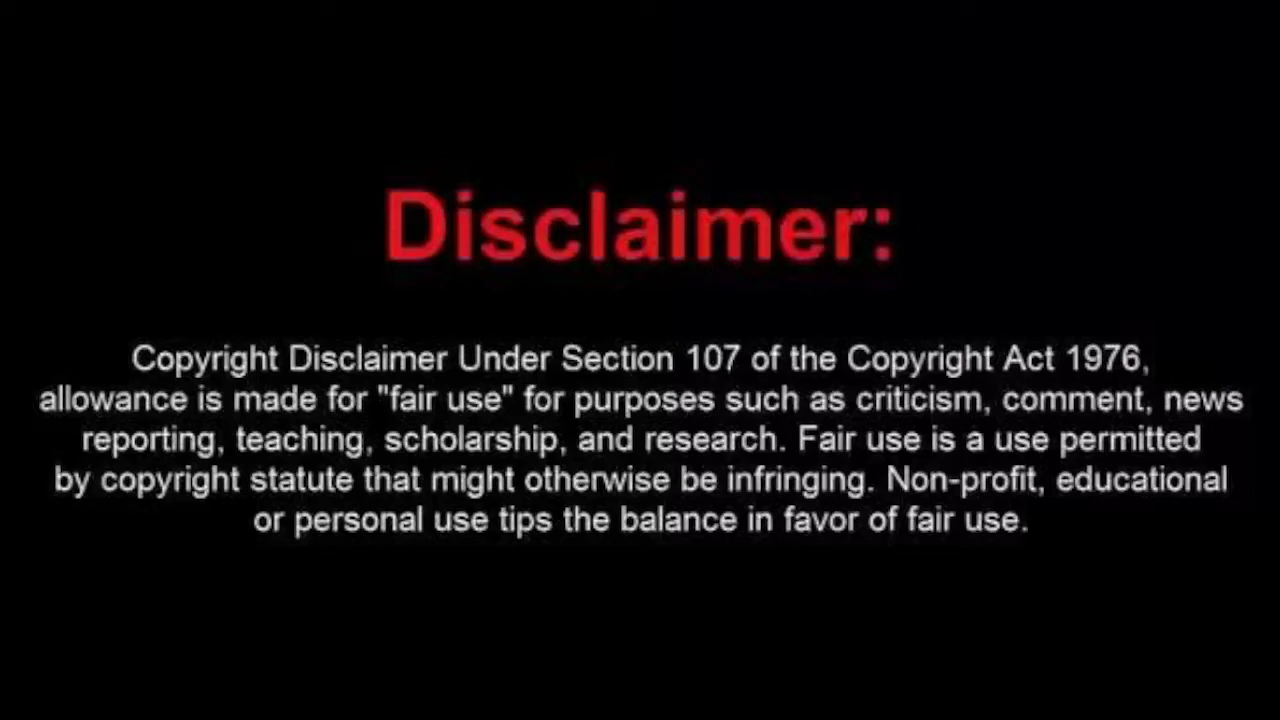 Disclaimer:
Copyright Disclaimer Under Section 107 of the Copyright Act 1976,
allowance is made for "fair use" for purposes such as criticism, comment, news
reporting, teaching, scholarship, and research. Fair use is a use permitted
by copyright statute that might otherwise be infringing. Non-profit, educational
or personal use tips the balance in favor of fair use.